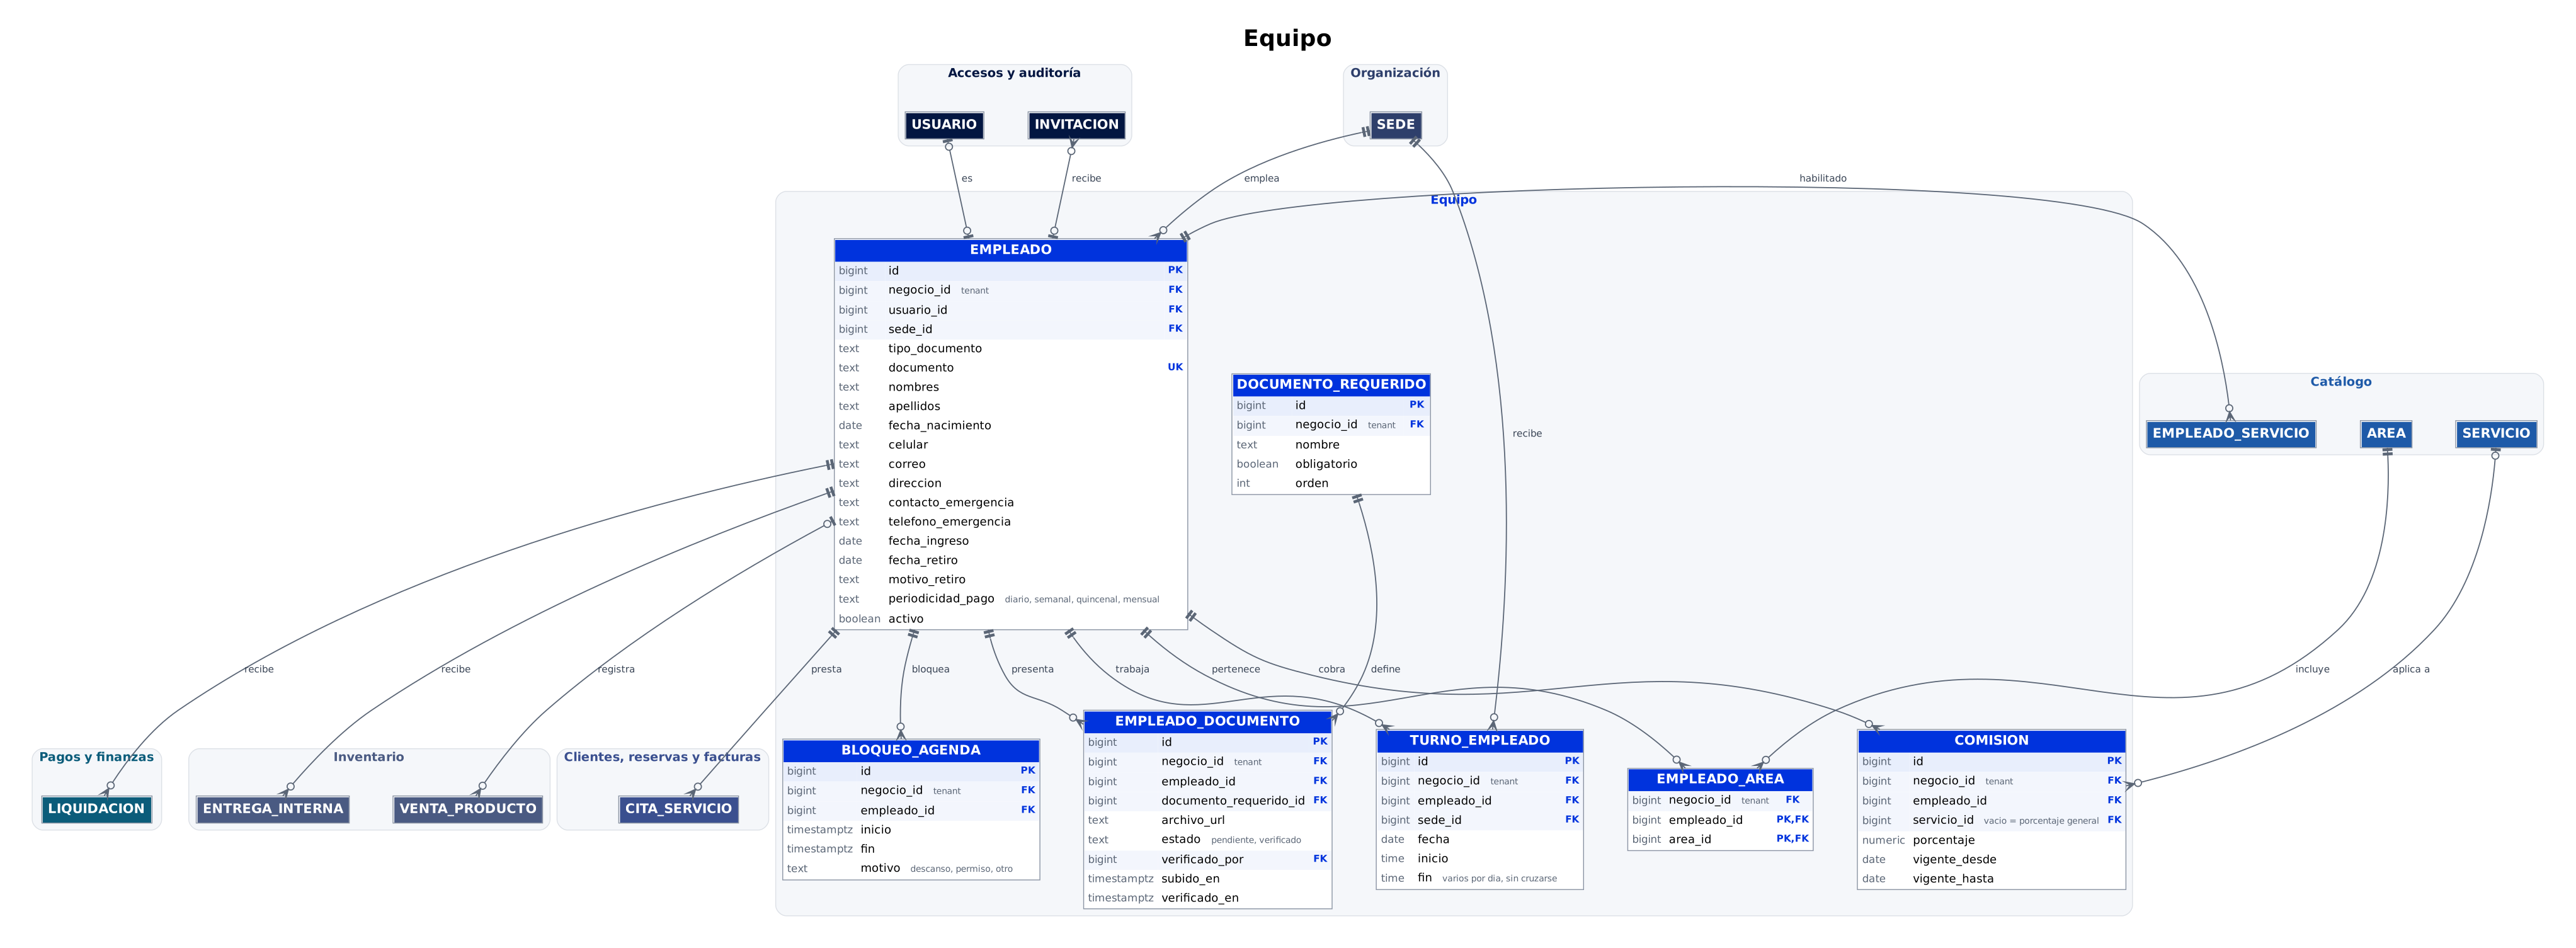 Equipo
Accesos y auditoría
USUARIO
INVITACION
Organización
SEDE
es
recibe
emplea
habilitado
Equipo
EMPLEADO
bigint id PK
bigint negocio_id tenant FK
bigint usuario_id FK
bigint sede_id FK
text tipo_documento
text documento UK
text nombres
text apellidos
date fecha_nacimiento
text celular
text correo
text direccion
text contacto_emergencia
text telefono_emergencia
date fecha_ingreso
date fecha_retiro
text motivo_retiro
text periodicidad_pago diario, semanal, quincenal, mensual
boolean activo
DOCUMENTO_REQUERIDO
bigint id PK
bigint negocio_id tenant FK
text nombre
boolean obligatorio
int orden
recibe
Catálogo
EMPLEADO_SERVICIO
AREA
SERVICIO
recibe
recibe
registra
presta
bloquea
presenta
trabaja
pertenece
cobra
define
incluye
aplica a
Pagos y finanzas
LIQUIDACION
Inventario
ENTREGA_INTERNA
VENTA_PRODUCTO
Clientes, reservas y facturas
CITA_SERVICIO
BLOQUEO_AGENDA
bigint id PK
bigint negocio_id tenant FK
bigint empleado_id FK
timestamptz inicio
timestamptz fin
text motivo descanso, permiso, otro
EMPLEADO_DOCUMENTO
bigint id PK
bigint negocio_id tenant FK
bigint empleado_id FK
bigint documento_requerido_id FK
text archivo_url
text estado pendiente, verificado
bigint verificado_por FK
timestamptz subido_en
timestamptz verificado_en
TURNO_EMPLEADO
bigint id PK
bigint negocio_id tenant FK
bigint empleado_id FK
bigint sede_id FK
date fecha
time inicio
time fin varios por dia, sin cruzarse
EMPLEADO_AREA
bigint negocio_id tenant FK
bigint empleado_id PK,FK
bigint area_id PK,FK
COMISION
bigint id PK
bigint negocio_id tenant FK
bigint empleado_id FK
bigint servicio_id vacio = porcentaje general FK
numeric porcentaje
date vigente_desde
date vigente_hasta